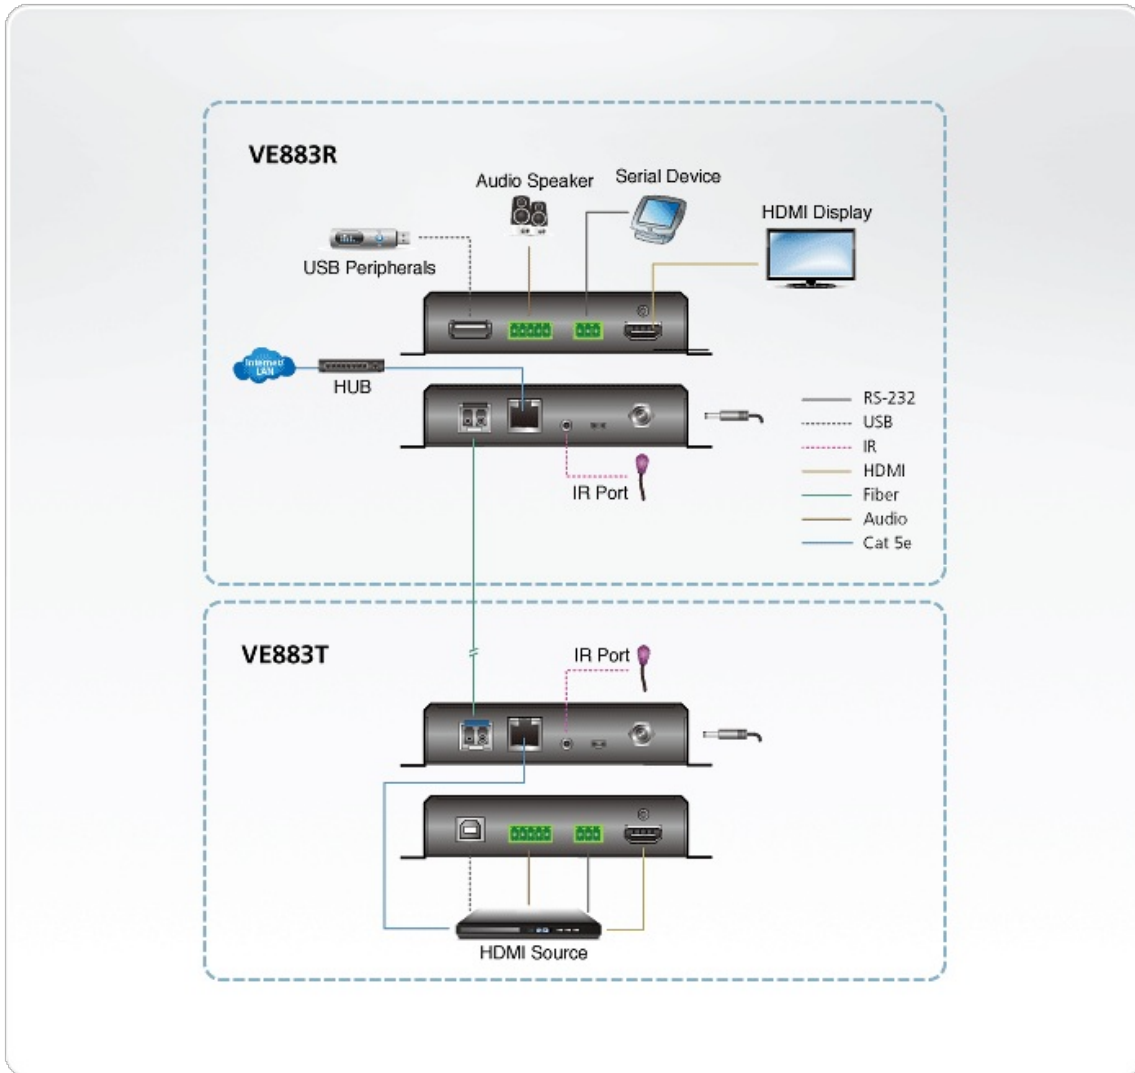 VE883R
Audio Speaker
Serial Device
HDMI Display
USB Peripherals
Internet/
LAN
HUB
IR Port
RS-232
USB
IR
HDMI
Fiber
Audio
Cat 5e
VE883T
IR Port
HDMI Source